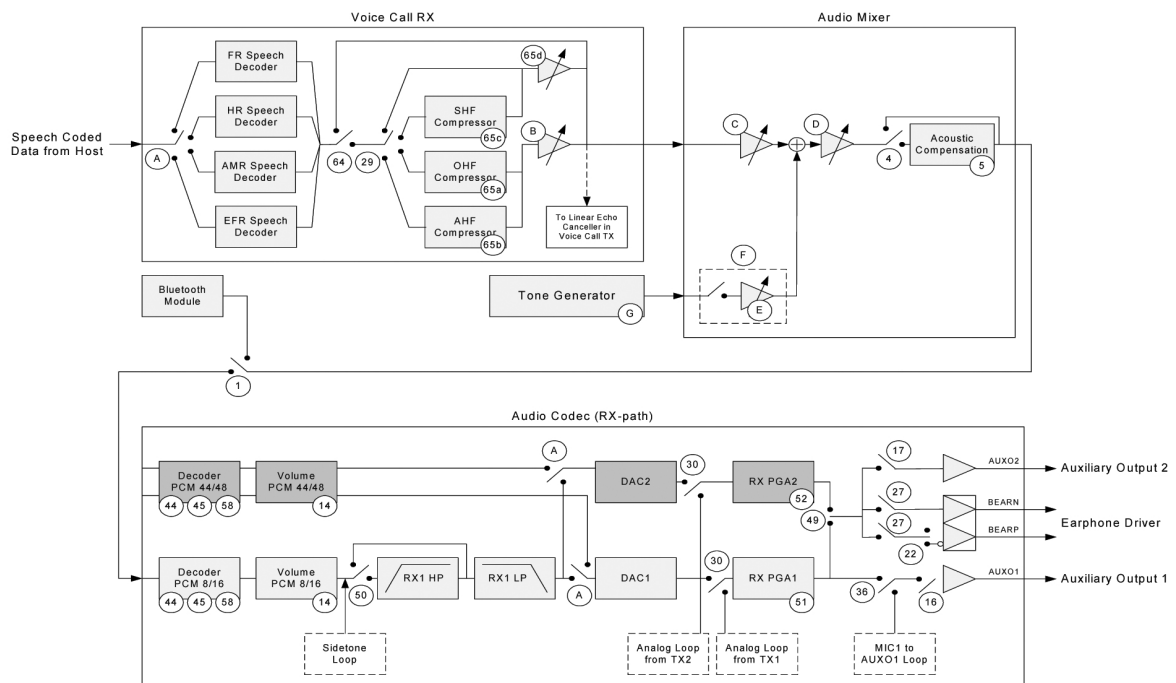 Voice Call RX
Audio Mixer
FR Speech
Decoder
65d
HR Speech
Decoder
SHF
Compressor
65c
B
C
D
Speech Coded
Data from Host
A
64
29
4
Acoustic
Compensation
5
AMR Speech
Decoder
OHF
Compressor
65a
EFR Speech
Decoder
AHF
Compressor
65b
To Linear Echo
Canceller in
Voice Call TX
F
Bluetooth
Module
Tone Generator
G
E
1
Audio Codec (RX-path)
A
30
17
AUXO2
Auxiliary Output 2
Decoder
PCM 44/48
44
45
58
Volume
PCM 44/48
14
DAC2
RX PGA2
52
49
27
BEARN
27
BEARP
Earphone Driver
22
30
Decoder
PCM 8/16
44
45
58
Volume
PCM 8/16
14
50
RX1 HP
RX1 LP
A
DAC1
RX PGA1
51
36
16
AUXO1
Auxiliary Output 1
Sidetone
Loop
Analog Loop
from TX2
Analog Loop
from TX1
MIC1 to
AUXO1 Loop